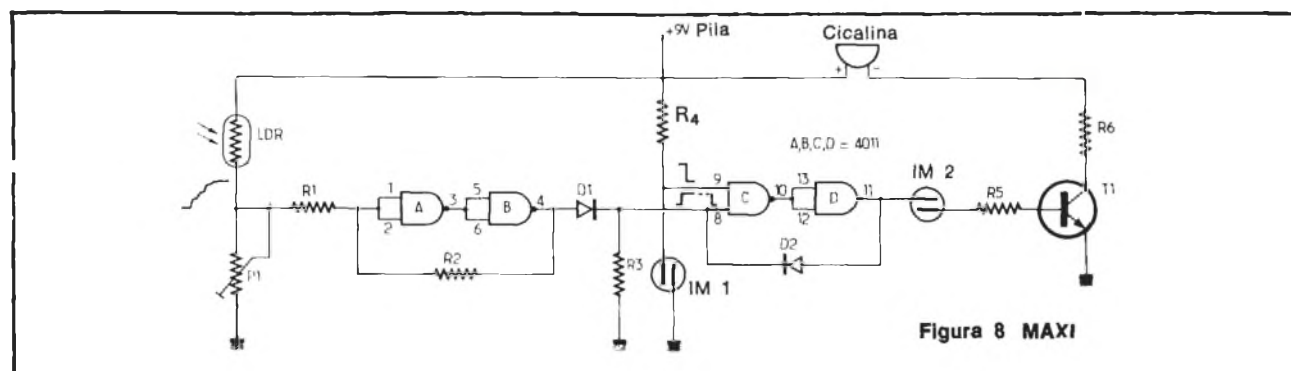 +9V Pila
Cicalina
+ -
LDR
R4
R6
A,B,C,D = 4011
IM 2
R1
1
2
A
3
5
6
B
4
D1
9
8
C
10
13
12
D
11
R5
T1
R2
D2
P1
R3
IM 1
Figura 8 MAXI